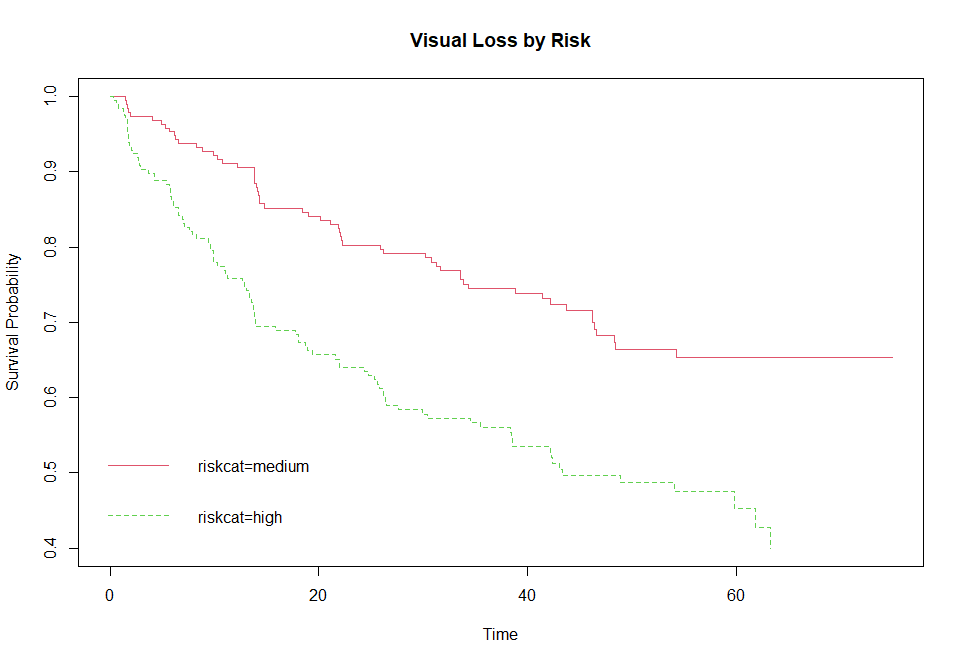 Visual Loss by Risk
Survival Probability
1.0
0.9
0.8
0.7
0.6
0.5
0.4
riskcat=medium
riskcat=high
0 20 40 60
Time